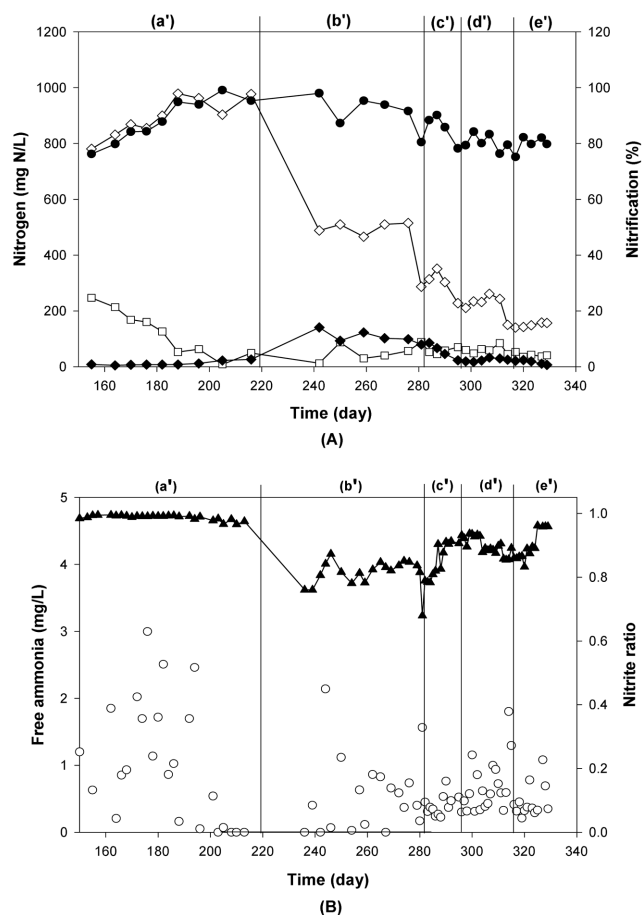 (a') (b') (c') (d') (e')
1200 120
1000 100
800 80
600 60
400 40
200 20
0 0
Nitrogen (mg N/L)
Nitrification (%)
160 180 200 220 240 260 280 300 320 340
Time (day)
(A)
(a') (b') (c') (d') (e')
5
4
3
2
1
0
Free ammonia (mg/L)
1.0
0.8
0.6
0.4
0.2
0.0
Nitrite ratio
160 180 200 220 240 260 280 300 320 340
Time (day)
(B)